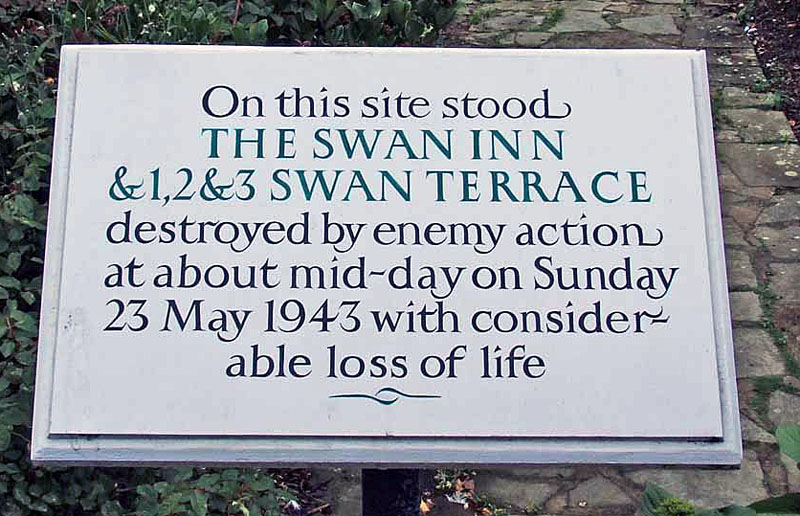 On this site stood
THE SWAN INN
&1,2&3 SWAN TERRACE
destroyed by enemy action
at about mid-day on Sunday
23 May 1943 with consider-
able loss of life